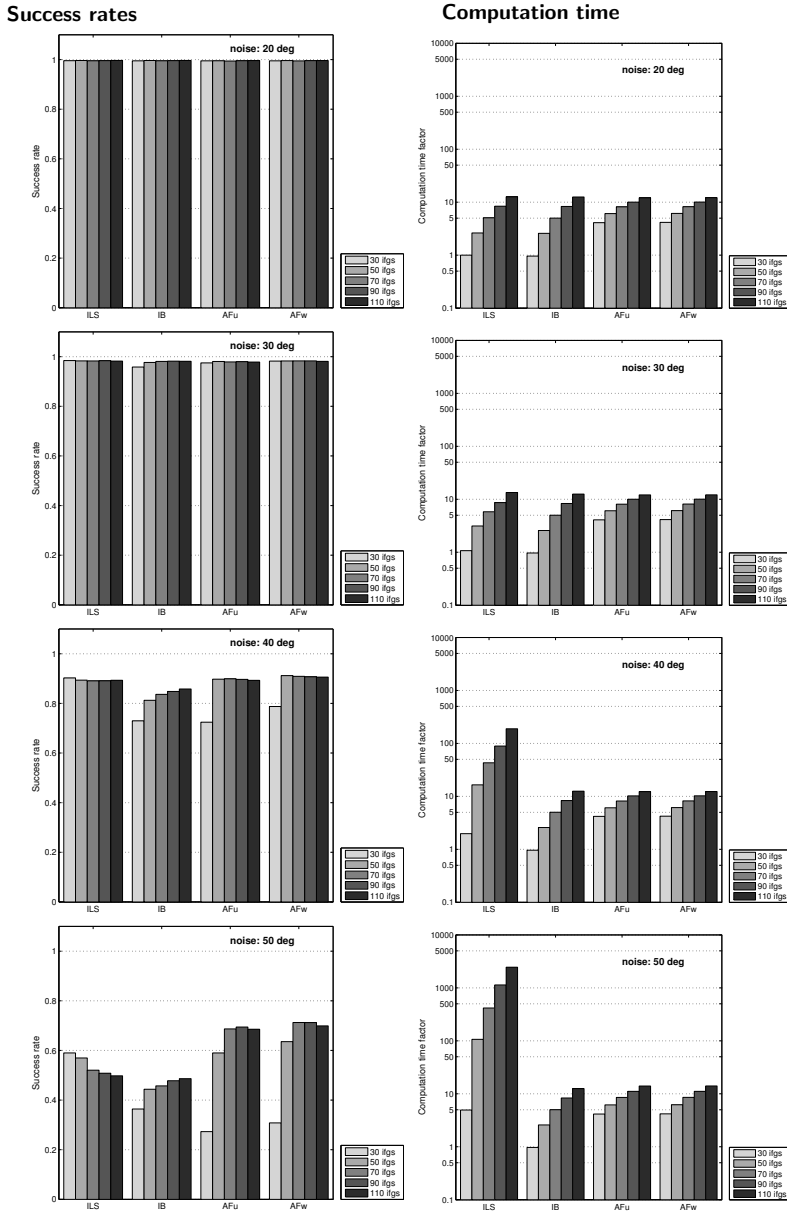 Success rates
Computation time
noise: 20 deg
Success rate
1
0.8
0.6
0.4
0.2
0
ILS
IB
AFu
AFw
30 ifgs
50 ifgs
70 ifgs
90 ifgs
110 ifgs
noise: 20 deg
Computation time factor
10000
5000
1000
500
100
50
10
5
1
0.5
0.1
ILS
IB
AFu
AFw
30 ifgs
50 ifgs
70 ifgs
90 ifgs
110 ifgs
noise: 30 deg
Success rate
1
0.8
0.6
0.4
0.2
0
ILS
IB
AFu
AFw
30 ifgs
50 ifgs
70 ifgs
90 ifgs
110 ifgs
noise: 30 deg
Computation time factor
10000
5000
1000
500
100
50
10
5
1
0.5
0.1
ILS
IB
AFu
AFw
30 ifgs
50 ifgs
70 ifgs
90 ifgs
110 ifgs
noise: 40 deg
Success rate
1
0.8
0.6
0.4
0.2
0
ILS
IB
AFu
AFw
30 ifgs
50 ifgs
70 ifgs
90 ifgs
110 ifgs
noise: 40 deg
Computation time factor
10000
5000
1000
500
100
50
10
5
1
0.5
0.1
ILS
IB
AFu
AFw
30 ifgs
50 ifgs
70 ifgs
90 ifgs
110 ifgs
noise: 50 deg
Success rate
1
0.8
0.6
0.4
0.2
0
ILS
IB
AFu
AFw
30 ifgs
50 ifgs
70 ifgs
90 ifgs
110 ifgs
noise: 50 deg
Computation time factor
10000
5000
1000
500
100
50
10
5
1
0.5
0.1
ILS
IB
AFu
AFw
30 ifgs
50 ifgs
70 ifgs
90 ifgs
110 ifgs